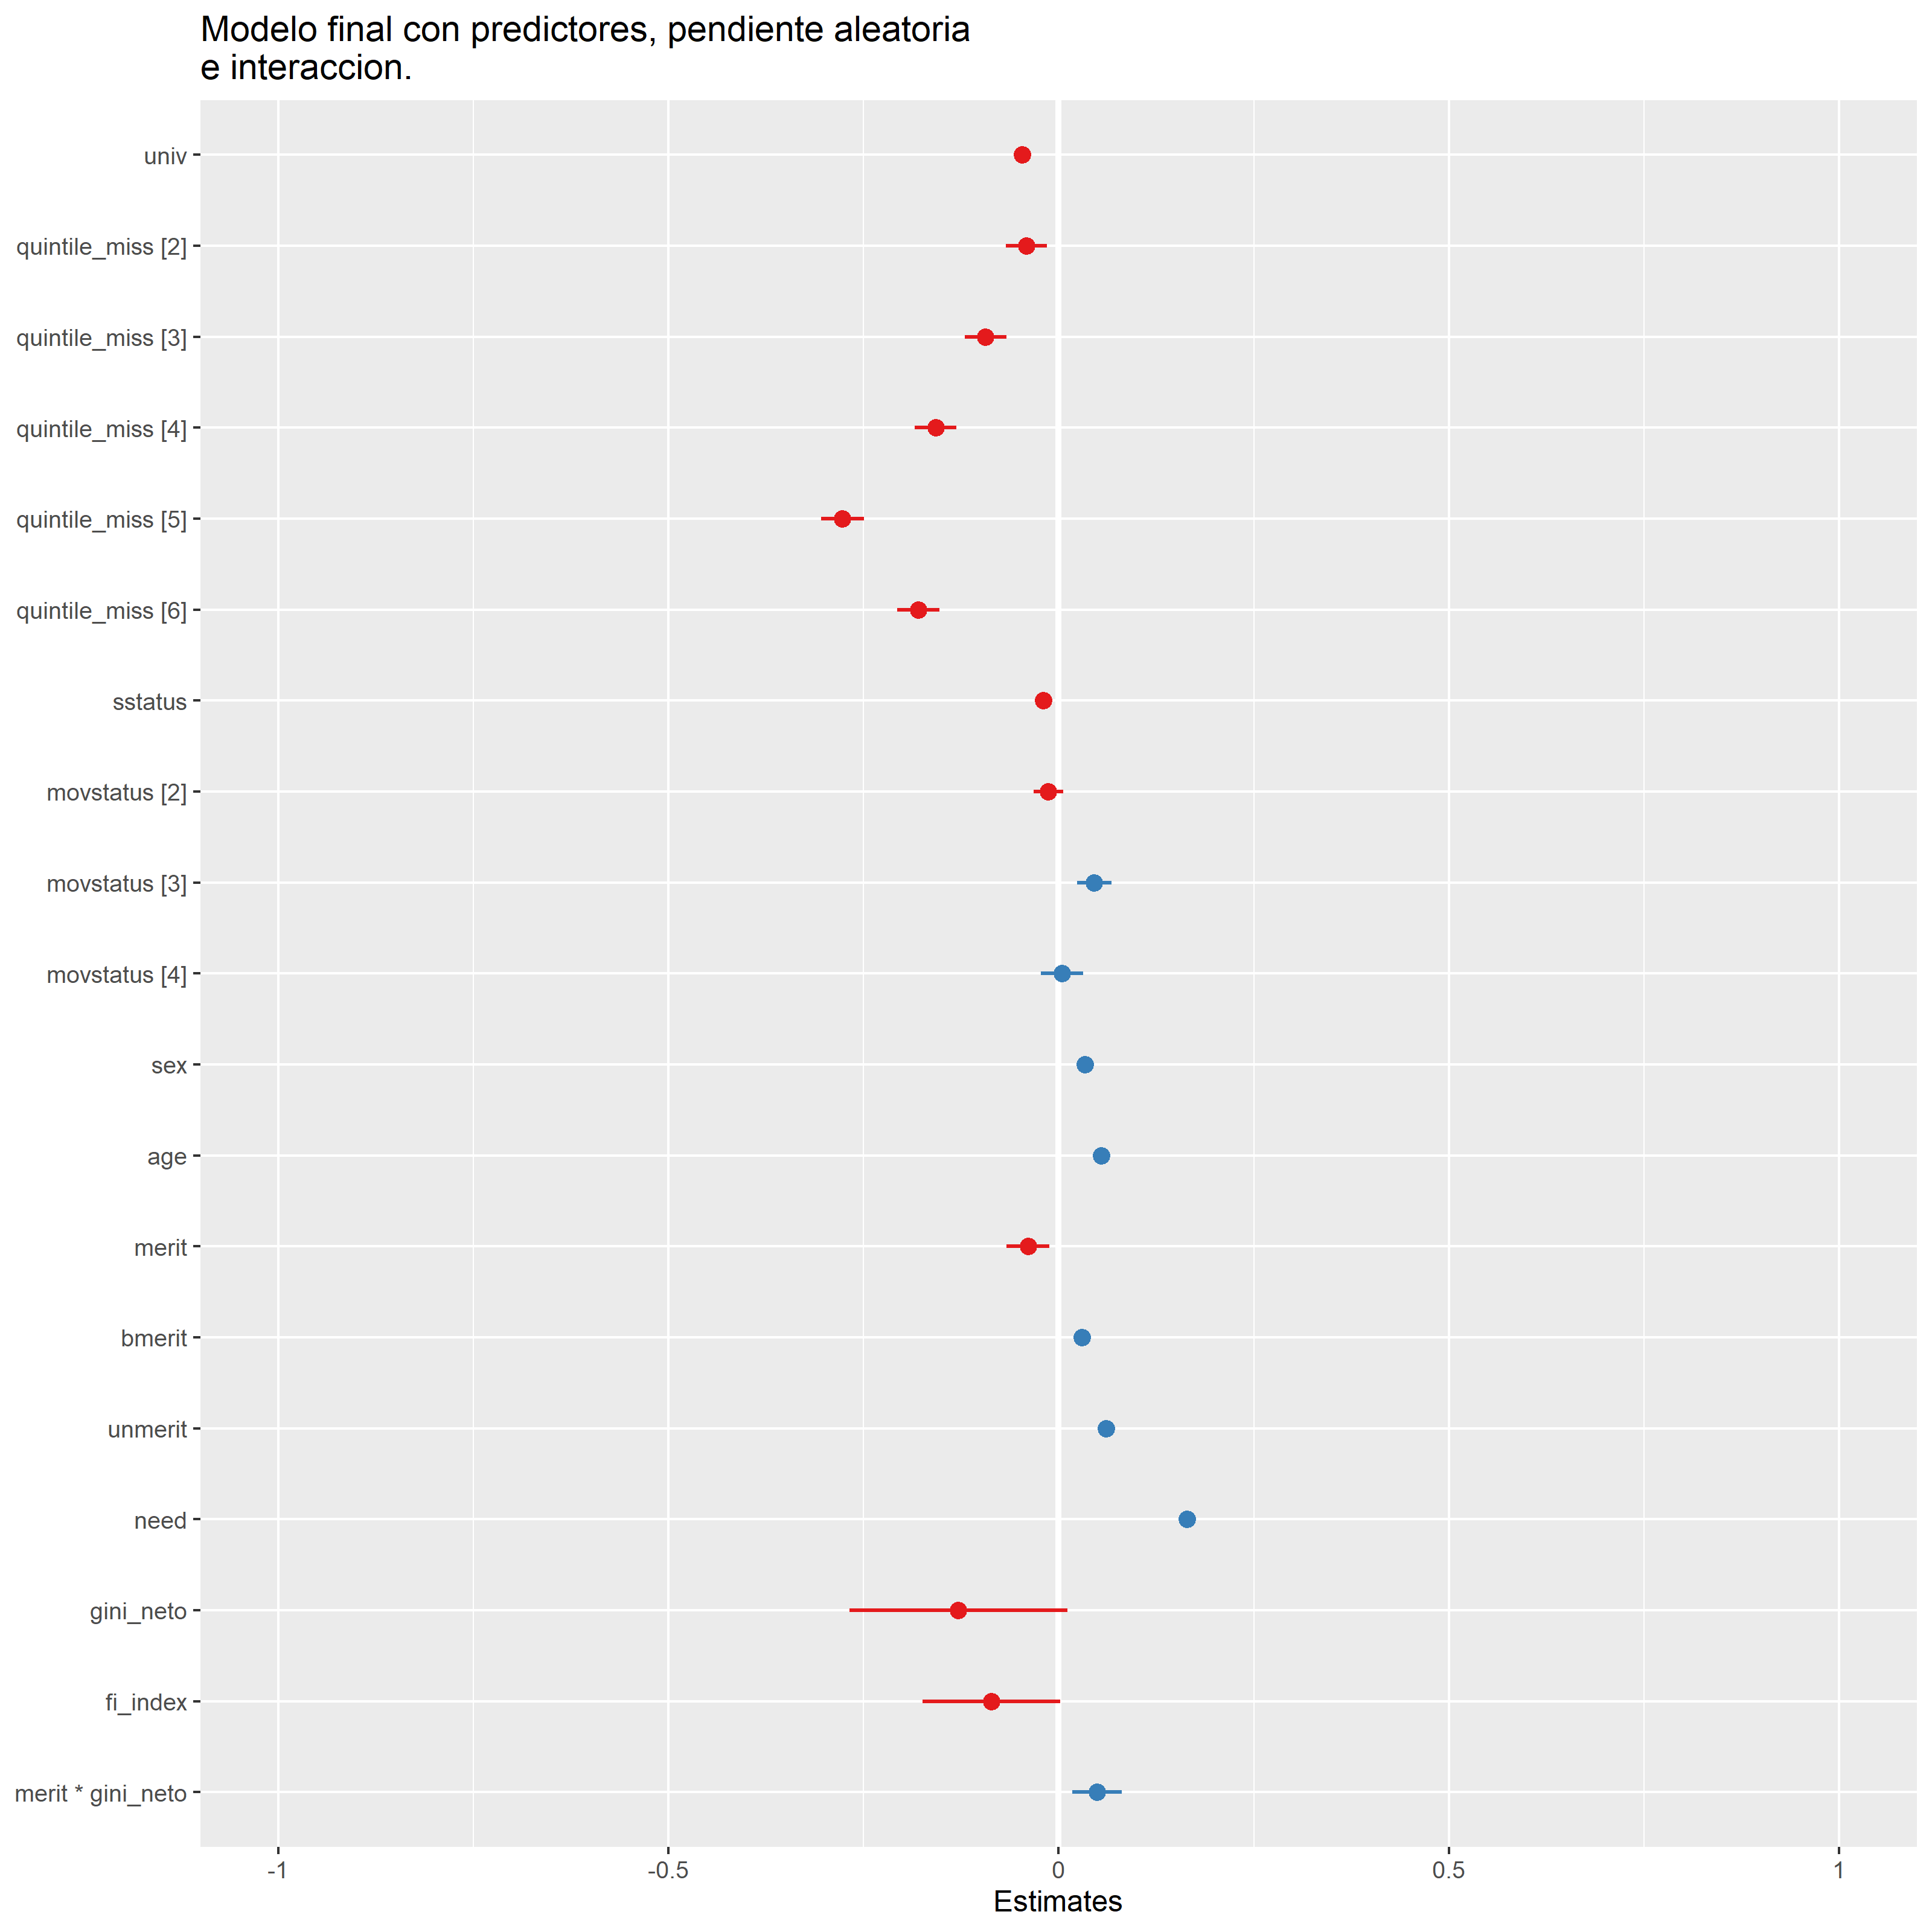 Modelo final con predictores, pendiente aleatoria
e interaccion.
univ
quintile_miss [2]
quintile_miss [3]
quintile_miss [4]
quintile_miss [5]
quintile_miss [6]
sstatus
movstatus [2]
movstatus [3]
movstatus [4]
sex
age
merit
bmerit
unmerit
need
gini_neto
fi_index
merit * gini_neto
-1 -0.5 0 0.5 1
Estimates